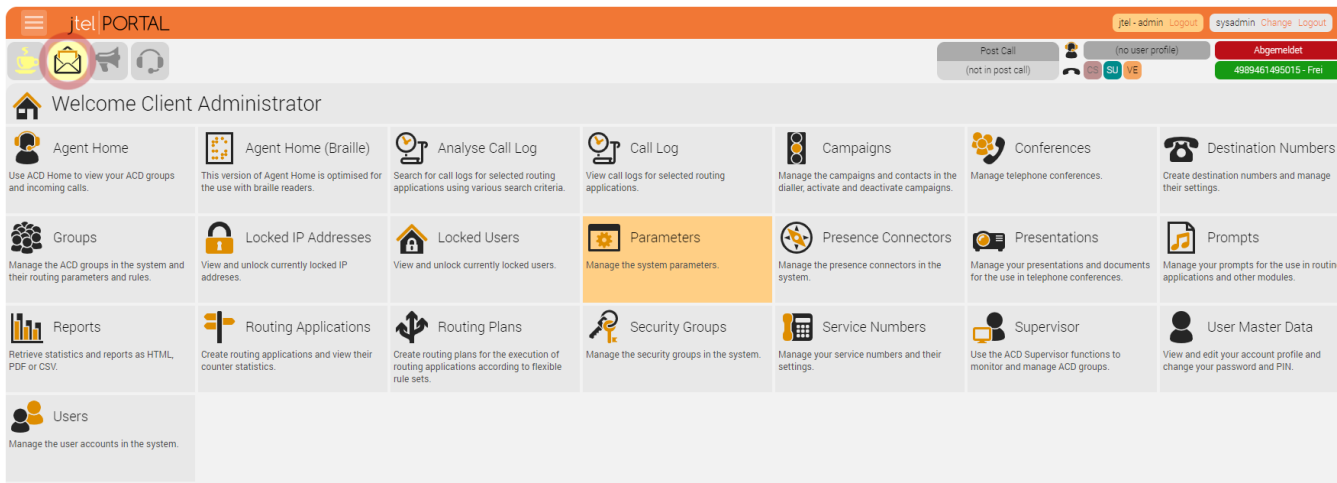 jtel PORTAL
jtel - admin Logout
sysadmin Change Logout
Post Call
(no user profile)
Abgemeldet
(not in post call)
CS
SU
VE
4989461495015 - Frei
Welcome Client Administrator
Agent Home
Use ACD Home to view your ACD groups
and incoming calls.
Agent Home (Braille)
This version of Agent Home is optimised for
the use with braille readers.
Analyse Call Log
Search for call logs for selected routing
applications using various search criteria.
Call Log
View call logs for selected routing
applications.
Campaigns
Manage the campaigns and contacts in the
dialler, activate and deactivate campaigns.
Conferences
Manage telephone conferences.
Destination Numbers
Create destination numbers and manage
their settings.
Groups
Manage the ACD groups in the system and
their routing parameters and rules.
Locked IP Addresses
View and unlock currently locked IP
addreses.
Locked Users
View and unlock currently locked users.
Parameters
Manage the system parameters.
Presence Connectors
Manage the presence connectors in the
system.
Presentations
Manage your presentations and documents
for the use in telephone conferences.
Prompts
Manage your prompts for the use in routin
applications and other modules.
Reports
Retrieve statistics and reports as HTML,
PDF or CSV.
Routing Applications
Create routing applications and view their
counter statistics.
Routing Plans
Create routing plans for the execution of
routing applications according to flexible
rule sets.
Security Groups
Manage the security groups in the system.
Service Numbers
Manage your service numbers and their
settings.
Supervisor
Use the ACD Supervisor functions to
monitor and manage ACD groups.
User Master Data
View and edit your account profile and
change your password and PIN.
Users
Manage the user accounts in the system.